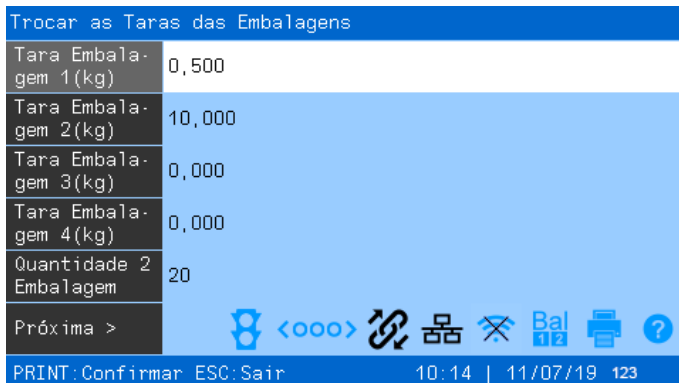 Trocar as Taras das Embalagens
Tara Embala-
gem 1(kg)
0,500
Tara Embala-
gem 2(kg)
10,000
Tara Embala-
gem 3(kg)
0,000
Tara Embala-
gem 4(kg)
0,000
Quantidade 2
Embalagem
20
Próxima >
<ooo>
Bal
1 2
?
PRINT:Confirmar ESC:Sair 10:14 | 11/07/19 123